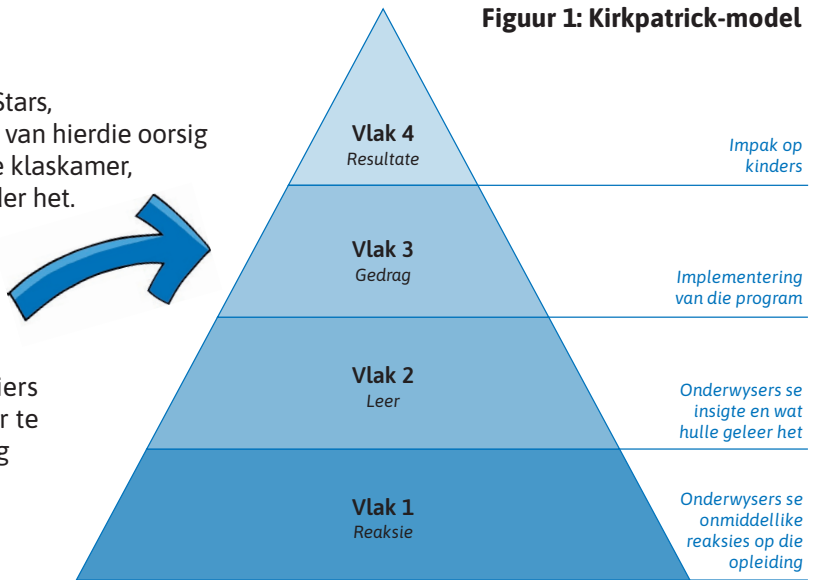 Figuur 1: Kirkpatrick-model
Stars,
van hierdie oorsig
klaskamer,
het.
te
Vlak 4
Resultate
Impak op
kinders
Vlak 3
Gedrag
Implementering
van die program
Vlak 2
Leer
Onderwysers se
insigte en wat
hulle geleer het
Vlak 1
Reaksie
Onderwysers se
onmiddellike
reaksies op die
opleiding